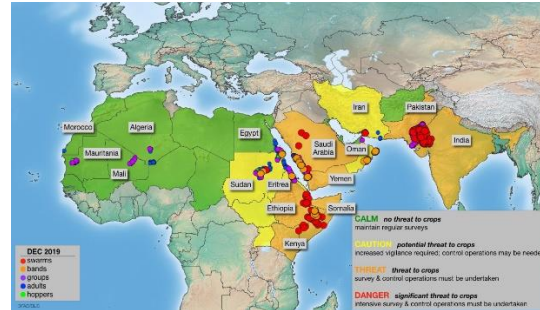 Iran
Pakistan
Morocco
Algeria
Egypt
Saudi
Arabia
India
Oman
Mauritania
Mali
Yemen
Sudan
Eritrea
Ethiopia
Somalia
Kenya
CALM no threat to crops
maintain regular surveys
CAUTION potential threat to crops
increased vigilance required; control operations may be neede
THREAT threat to crops
survey & control operations must be undertaken
DANGER significant threat to crops
intensive survey & control operations must be undertaken
DEC 2019
swarms
bands
groups
adults
hoppers